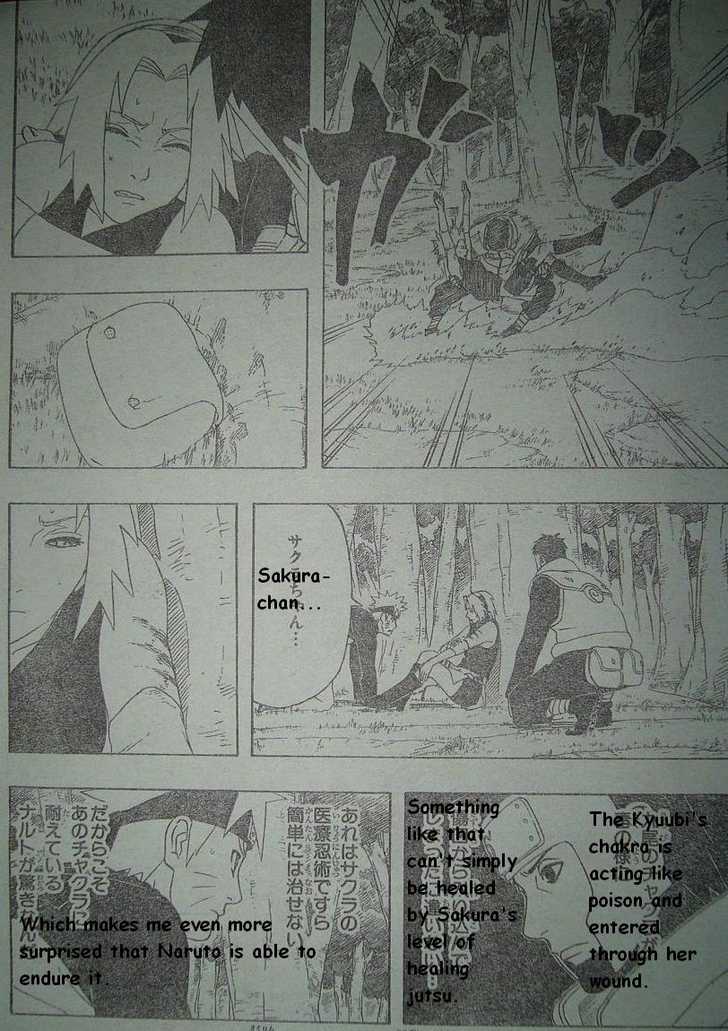 サクラちゃん…
Sakura-
chan...
The Kyuubi's
chakra is
acting like
poison and
entered
through her
wound.
Something
like that
can't simply
be healed
by Sakura's
level of
healing
jutsu.
あれはサクラの
医療忍術ですら
簡単には治せない
だからこそ
あのチャクラに
耐えている
ナルトが驚き
Which makes me even more
surprised that Naruto is able to
endure it.